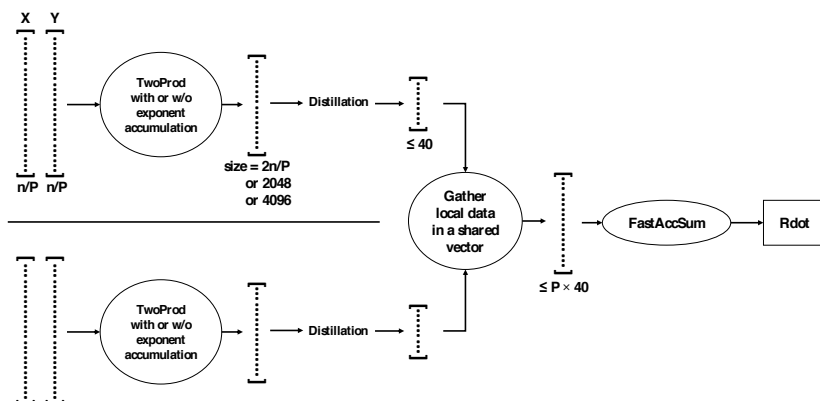 X Y
TwoProd
with or w/o
exponent
accumulation
Distillation
n/P n/P
size = 2n/P
or 2048
or 4096
≤ 40
Gather
local data
in a shared
vector
≤ P × 40
FastAccSum
Rdot
TwoProd
with or w/o
exponent
accumulation
Distillation